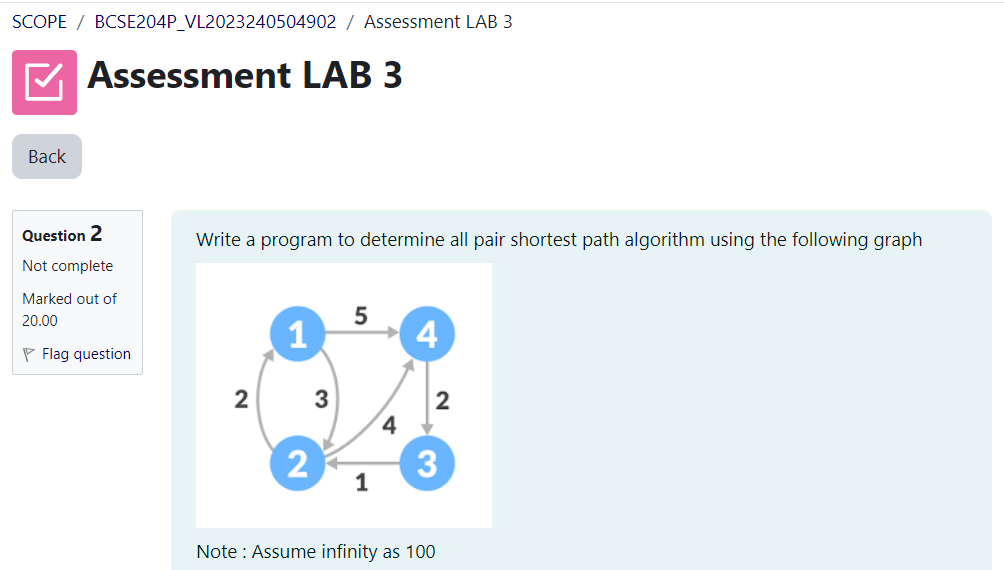 SCOPE / BCSE204P_VL2023240504902 / Assessment LAB 3
Assessment LAB 3
Back
Question 2
Not complete
Marked out of
20.00
Flag question
Write a program to determine all pair shortest path algorithm using the following graph
5
1
4
2
3
2
4
2
3
1
Note : Assume infinity as 100